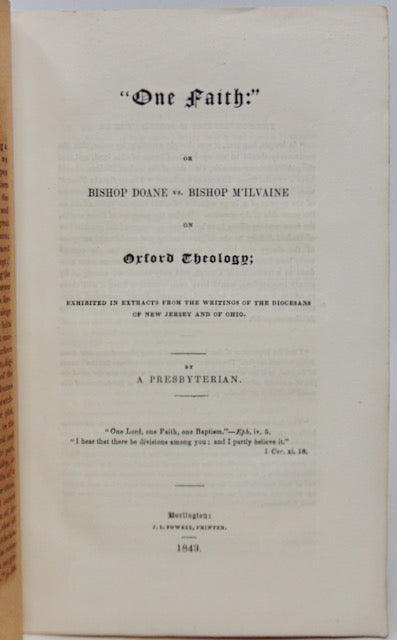 "One Faith:"
OR
BISHOP DOANE vs. BISHOP M'ILVAINE
ON
Oxford Theology;
EXHIBITED IN EXTRACTS FROM THE WRITINGS OF THE DIOCESANS
OF NEW JERSEY AND OF OHIO.
BY
A PRESBYTERIAN.
"One Lord, one Faith, one Baptism."—Eph. iv. 5.
"I hear that there be divisions among you; and I partly believe it."
1 Cor. xi. 18.
Burlington:
J. L. POWELL, PRINTER.
1843.